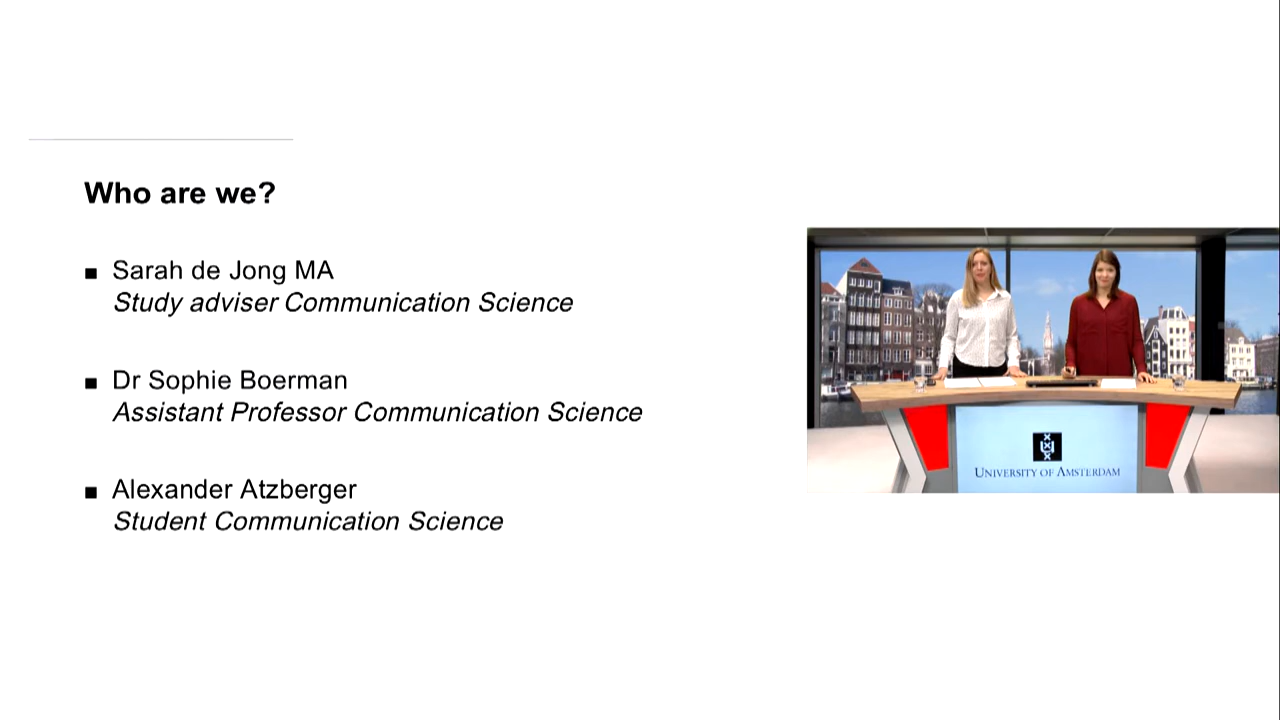 Who are we?
Sarah de Jong MA
Study adviser Communication Science
Dr Sophie Boerman
Assistant Professor Communication Science
Alexander Atzberger
Student Communication Science
UNIVERSITY OF AMSTERDAM